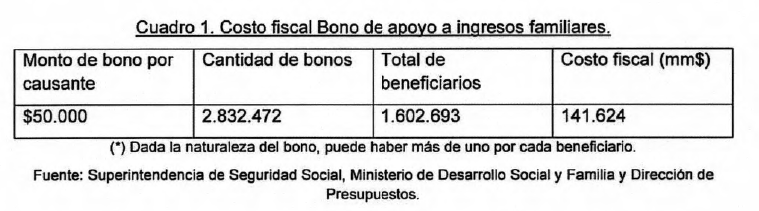 Cuadro 1. Costo fiscal Bono de apoyo a ingresos familiares.
Monto de bono por causante Cantidad de bonos Total de beneficiarios Costo fiscal (mm$)
$50.000 2.832.472 1.602.693 141.624
(*) Dada la naturaleza del bono, puede haber más de uno por cada beneficiario.
Fuente: Superintendencia de Seguridad Social, Ministerio de Desarrollo Social y Familia y Dirección de
Presupuestos.